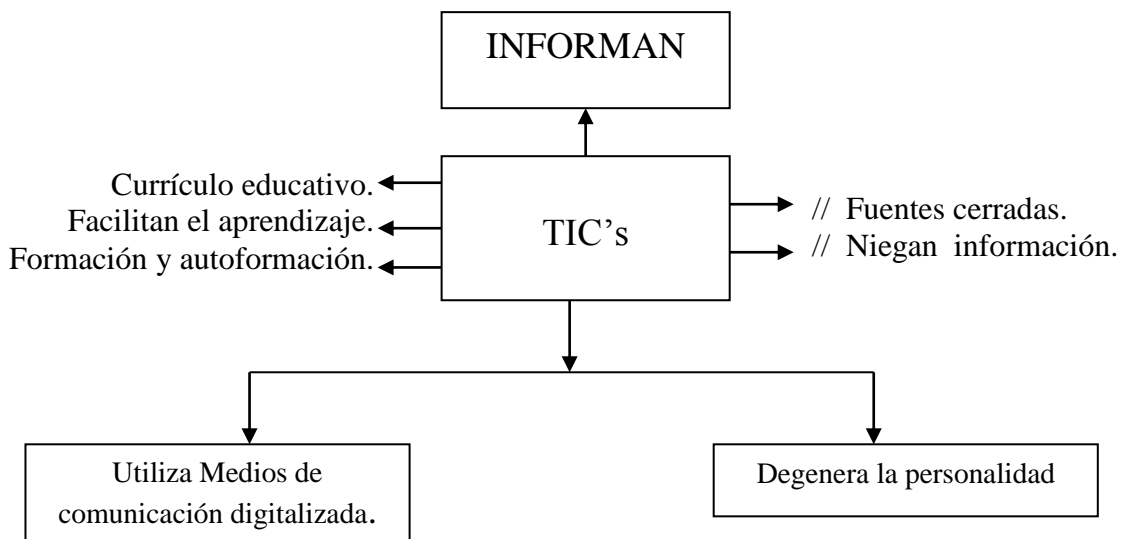 INFORMAN
Currículo educativo.
Facilitan el aprendizaje.
Formación y autoformación.
TIC’s
// Fuentes cerradas.
// Niegan información.
Utiliza Medios de
comunicación digitalizada.
Degenera la personalidad